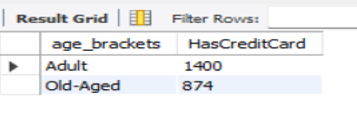 Result Grid Filter Rows:
age_brackets HasCreditCard
Adult 1400
Old-Aged 874